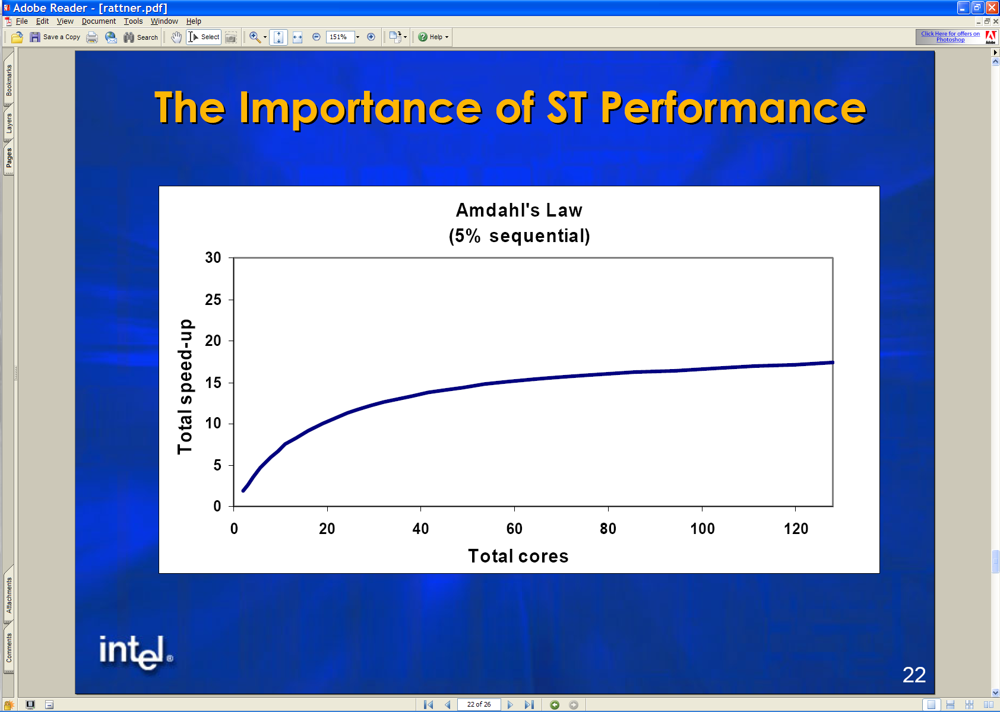 Adobe Reader - [rattner.pdf]
File Edit View Document Tools Window Help
Save a Copy Search Select 151% Help
Click Here for offers on
Photoshop
Adobe
Bookmarks
Layers
Pages
Attachments
Comments
The Importance of ST Performance
Amdahl's Law
(5% sequential)
Total speed-up
30
25
20
15
10
5
0
0 20 40 60 80 100 120
Total cores
intel®
22
22 of 26